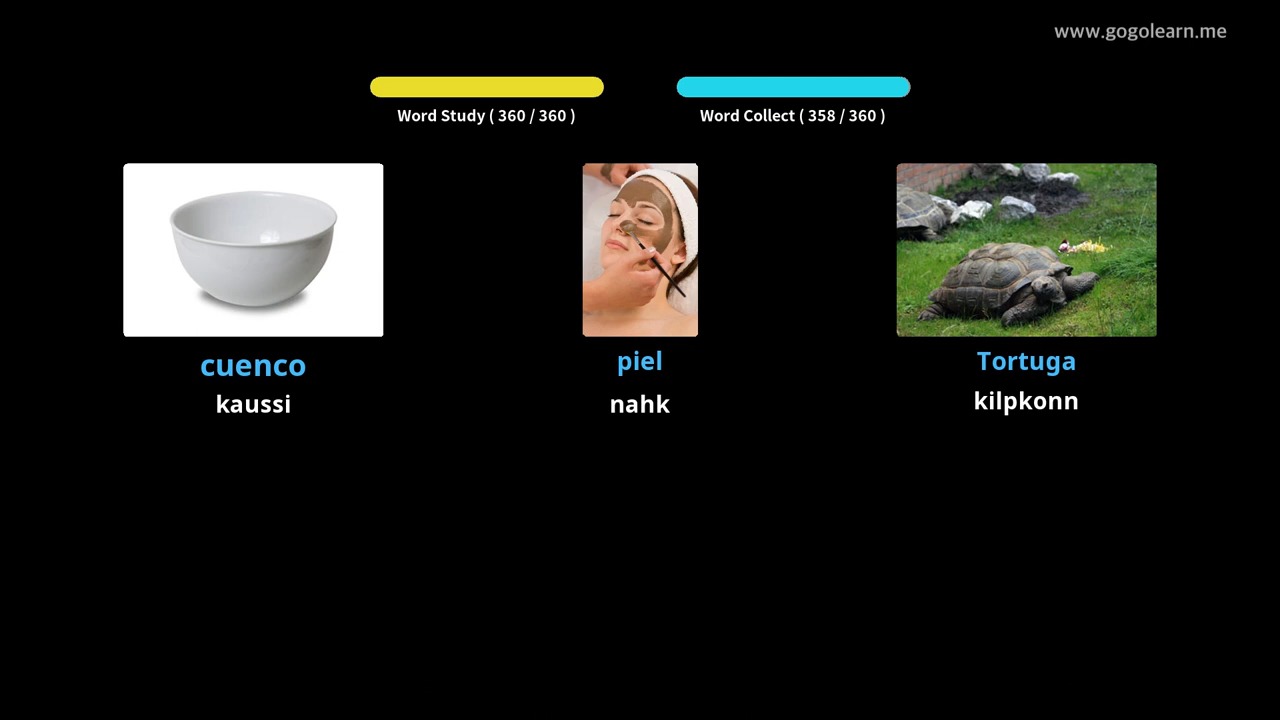 www.gogolearn.me
Word Study ( 360 / 360 )
Word Collect ( 358 / 360 )
cuenco
kaussi
piel
nahk
Tortuga
kilpkonn